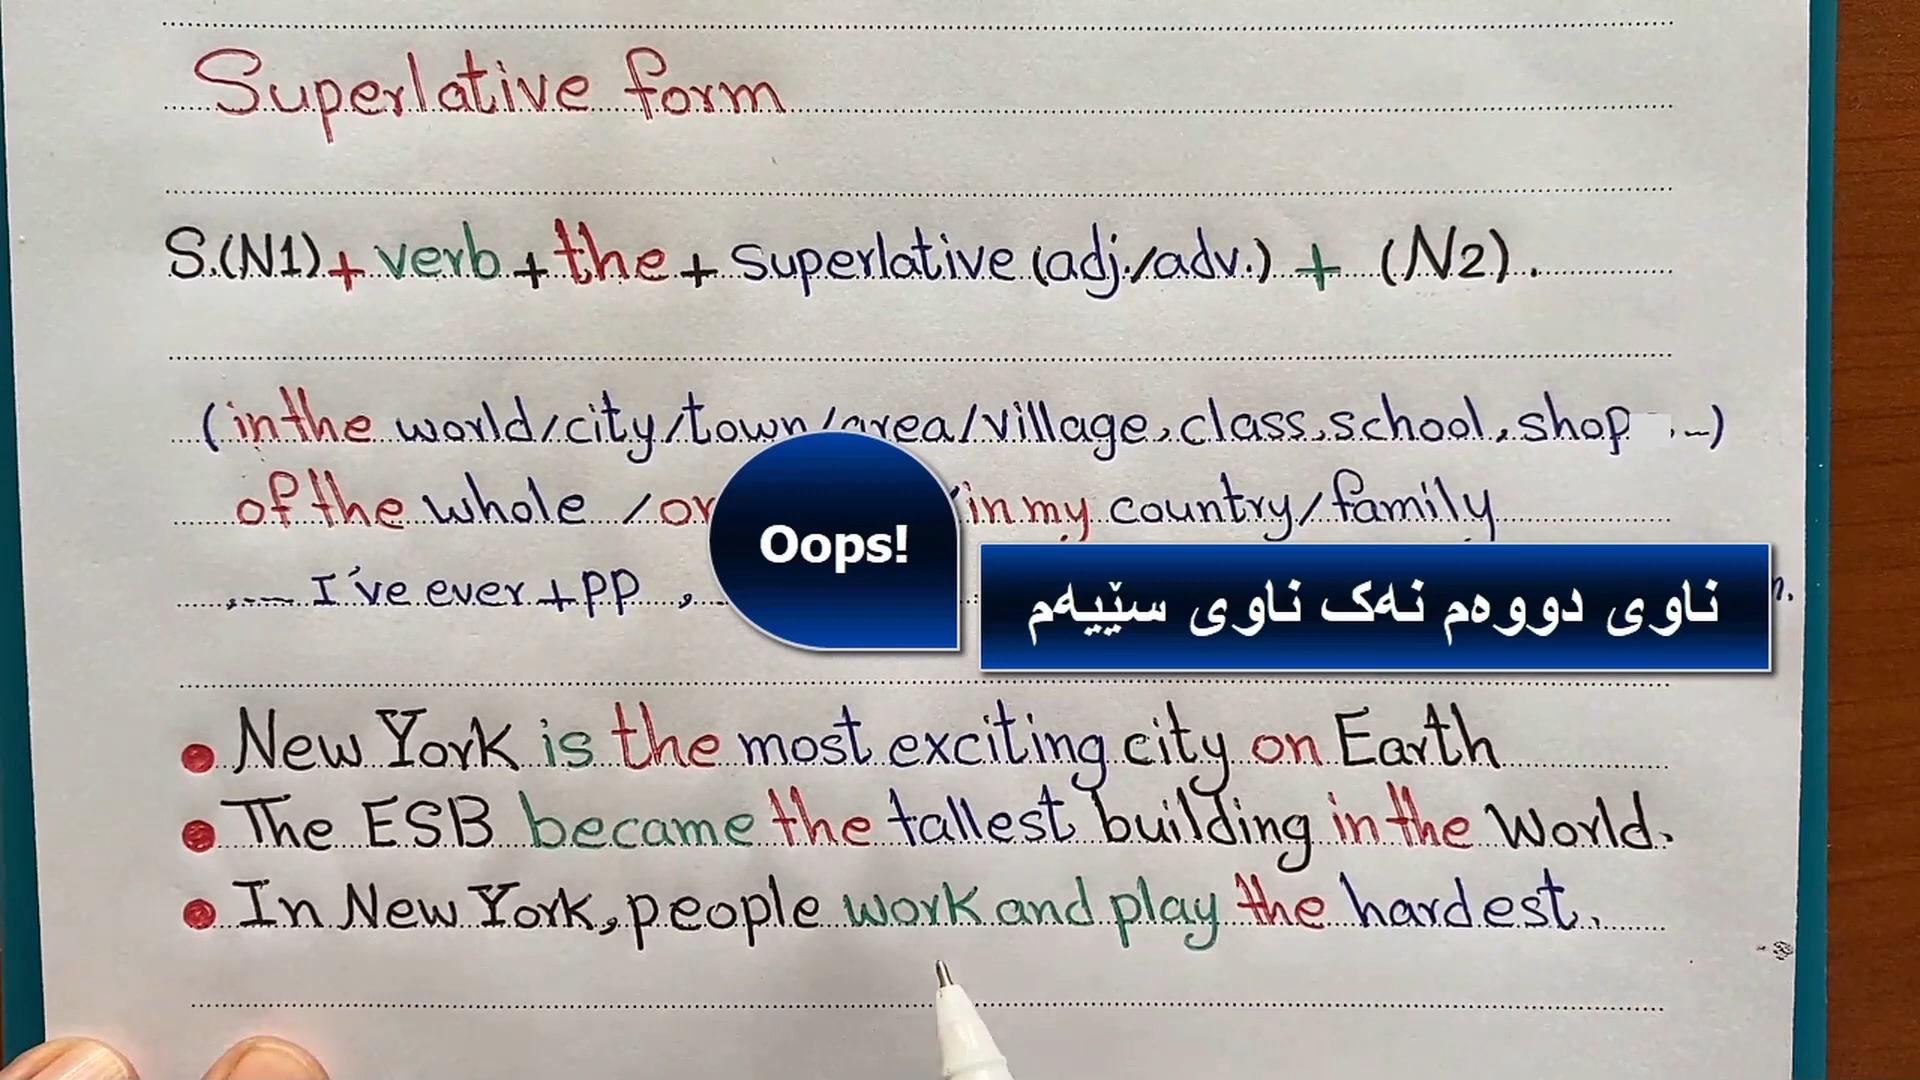 Superlative form
S.(N1) + verb + the + superlative (adj./adv.) + (N2).
(in the world/city/town/area/village, class, school, shop
of the whole / in my country/family
I've ever + pp ,
Oops!
ناوی دووەم نەک ناوی سێییەم
New York is the most exciting city on Earth
The ESB became the tallest building in the World.
In New York, people work and play the hardest.